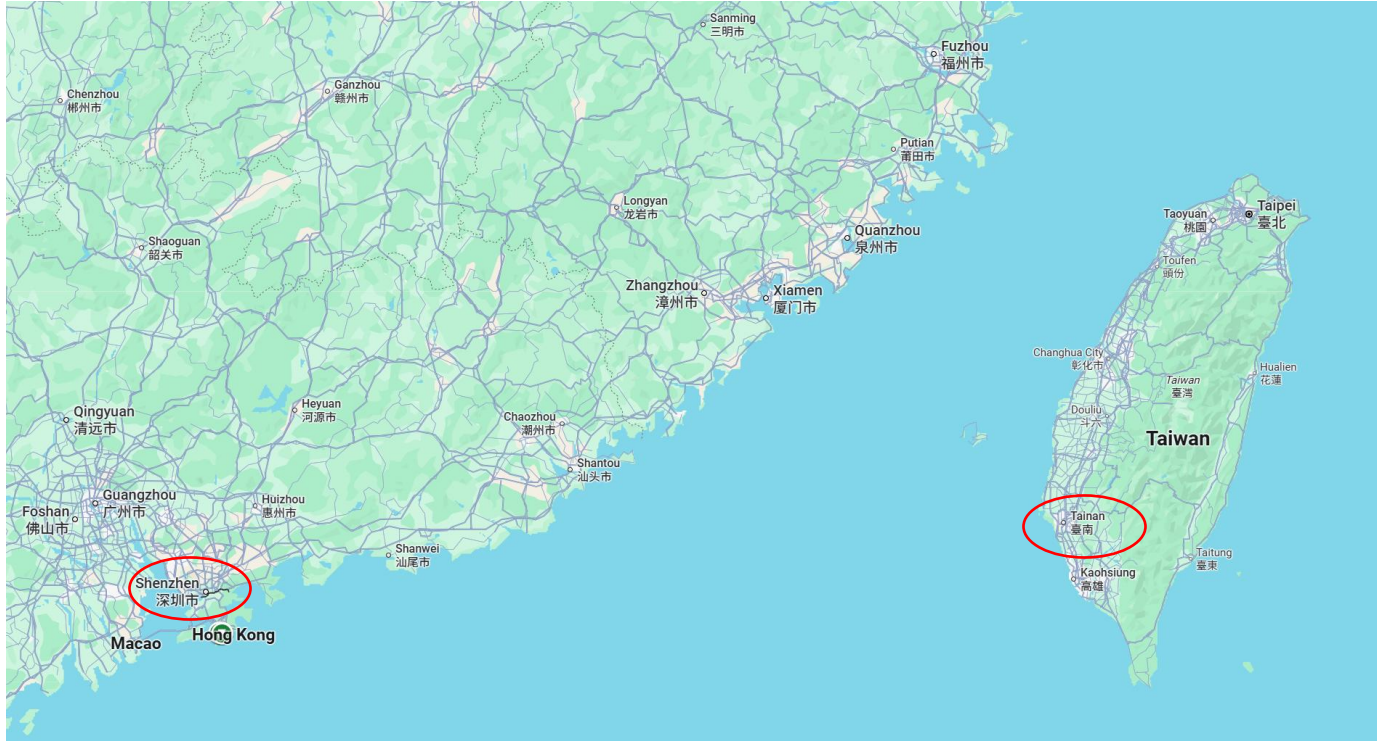 Sanming
三明市
Fuzhou
福州市
Chenzhou
郴州市
Ganzhou
赣州市
Putian
莆田市
Longyan
龙岩市
Taipei
臺北
Taoyuan
桃園
Shaoguan
韶关市
Quanzhou
泉州市
Toufen
頭份
Zhangzhou
漳州市
Xiamen
厦门市
Changhua City
彰化市
Hualien
花蓮
Taiwan
臺灣
Heyuan
河源市
Qingyuan
清远市
Chaozhou
潮州市
Douliu
斗六
Taiwan
Shantou
汕头市
Guangzhou
广州市
Huizhou
惠州市
Foshan
佛山市
Tainan
臺南
Shanwei
汕尾市
Taitung
臺東
Shenzhen
深圳市
Kaohsiung
高雄
Hong Kong
Macao